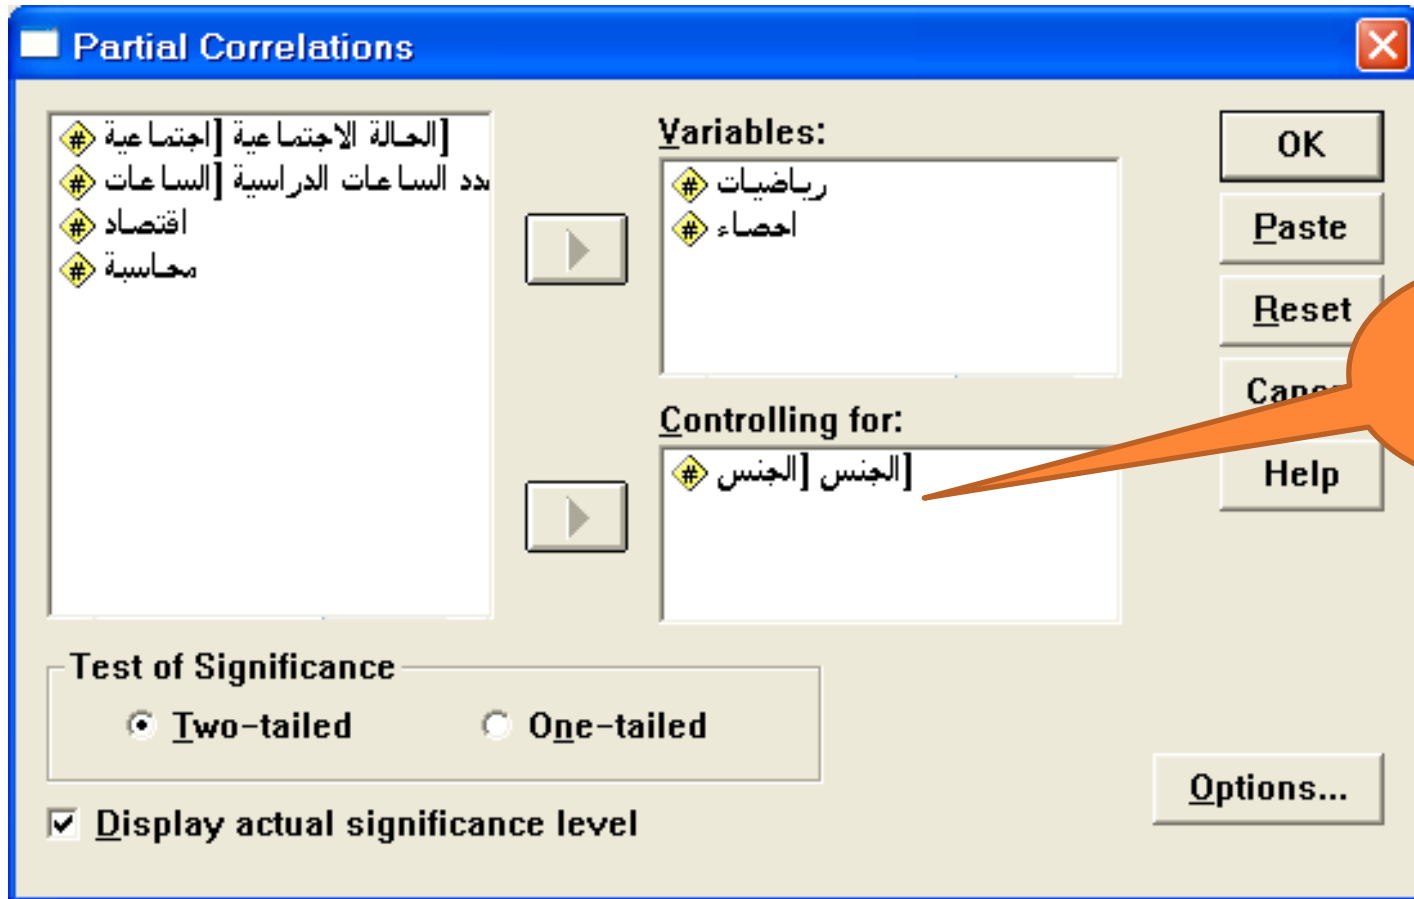 Partial Correlations
الحالة الاجتماعية [اجتماعية]
الساعات الدراسية [الساعات
اقتصاد
محاسبة
Variables:
رياضيات
احصاء
Controlling for:
الجنس [الجنس]
OK
Paste
Reset
Help
Test of Significance
Two-tailed
One-tailed
Display actual significance level
Options...